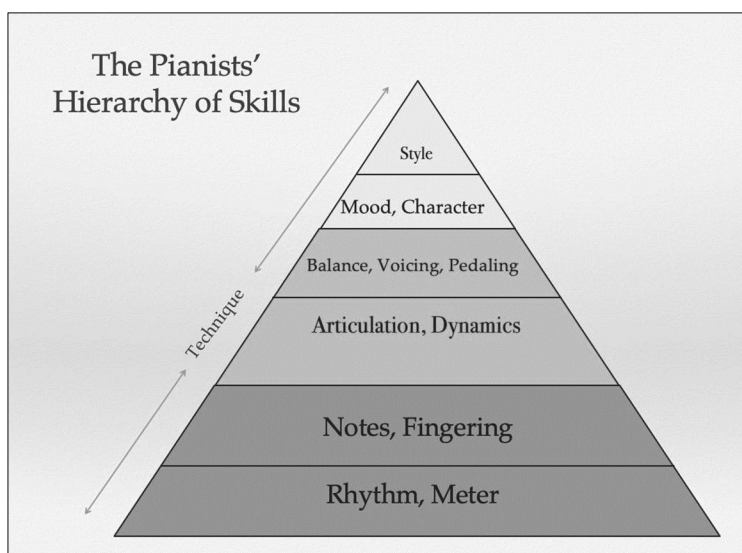 The Pianists’
Hierarchy of Skills
Style
Mood, Character
Balance, Voicing, Pedaling
Technique
Articulation, Dynamics
Notes, Fingering
Rhythm, Meter